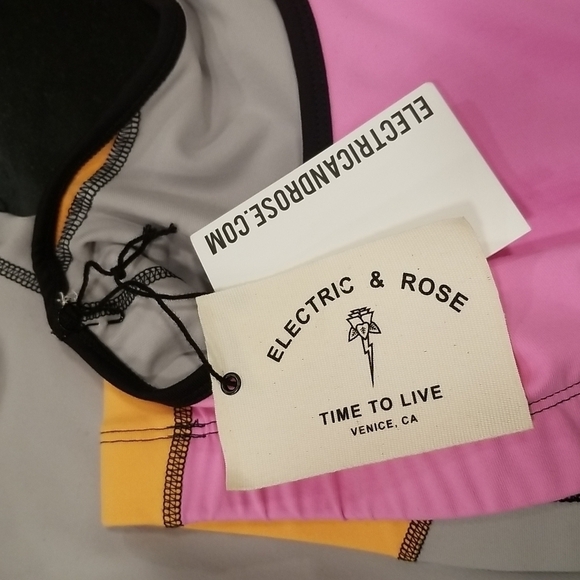 ELECTRICANDROSE.COM
ELECTRIC & ROSE
TIME TO LIVE
VENICE, CA